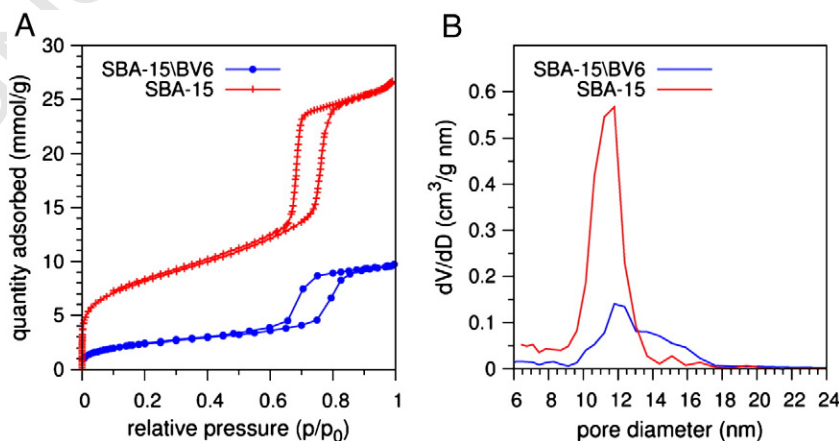 A
B
SBA-15\BV6
SBA-15
quantity adsorbed (mmol/g)
30
25
20
15
10
5
0
0 0.2 0.4 0.6 0.8 1
relative pressure (p/p0)
SBA-15\BV6
SBA-15
dV/dD (cm³/g nm)
0.6
0.5
0.4
0.3
0.2
0.1
0
6 8 10 12 14 16 18 20 22 24
pore diameter (nm)